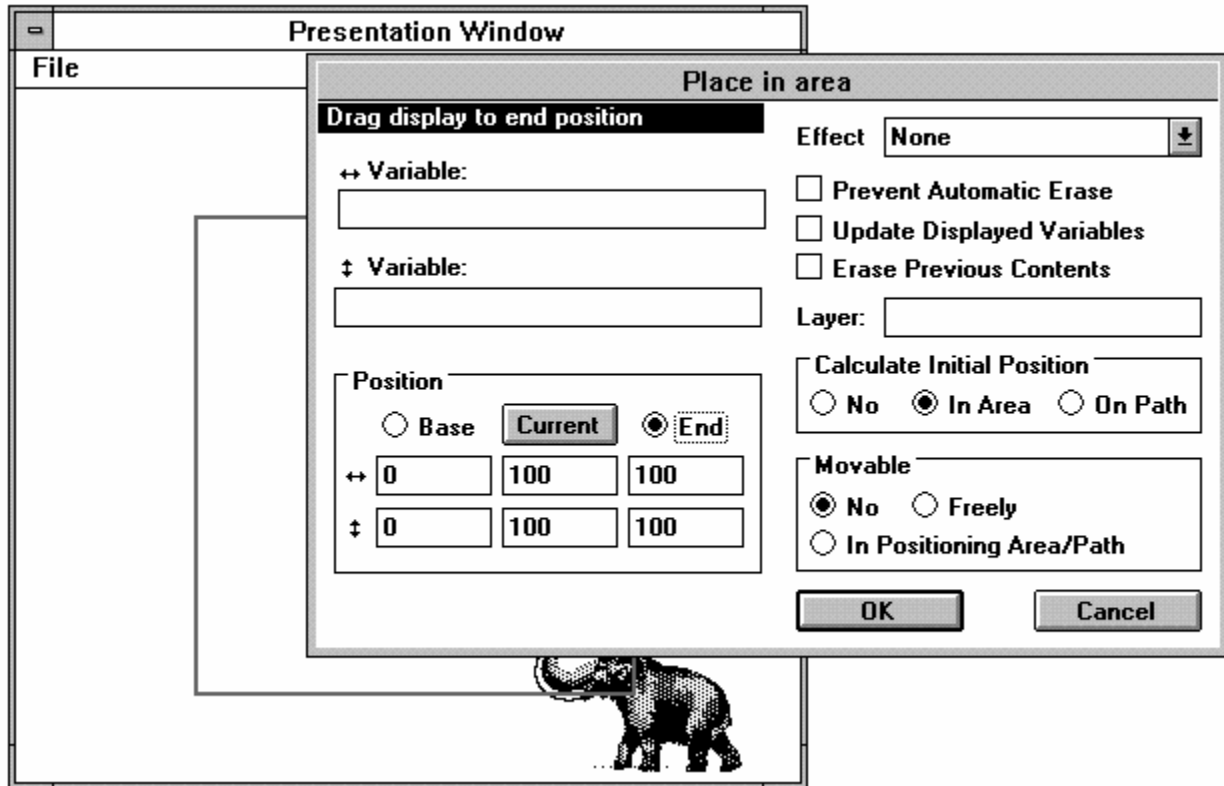 Presentation Window
File
Place in area
Drag display to end position
↔ Variable:
↕ Variable:
Position
Base Current End
↔ 0 100 100
↕ 0 100 100
Effect None
Prevent Automatic Erase
Update Displayed Variables
Erase Previous Contents
Layer:
Calculate Initial Position
No In Area On Path
Movable
No Freely
In Positioning Area/Path
OK Cancel